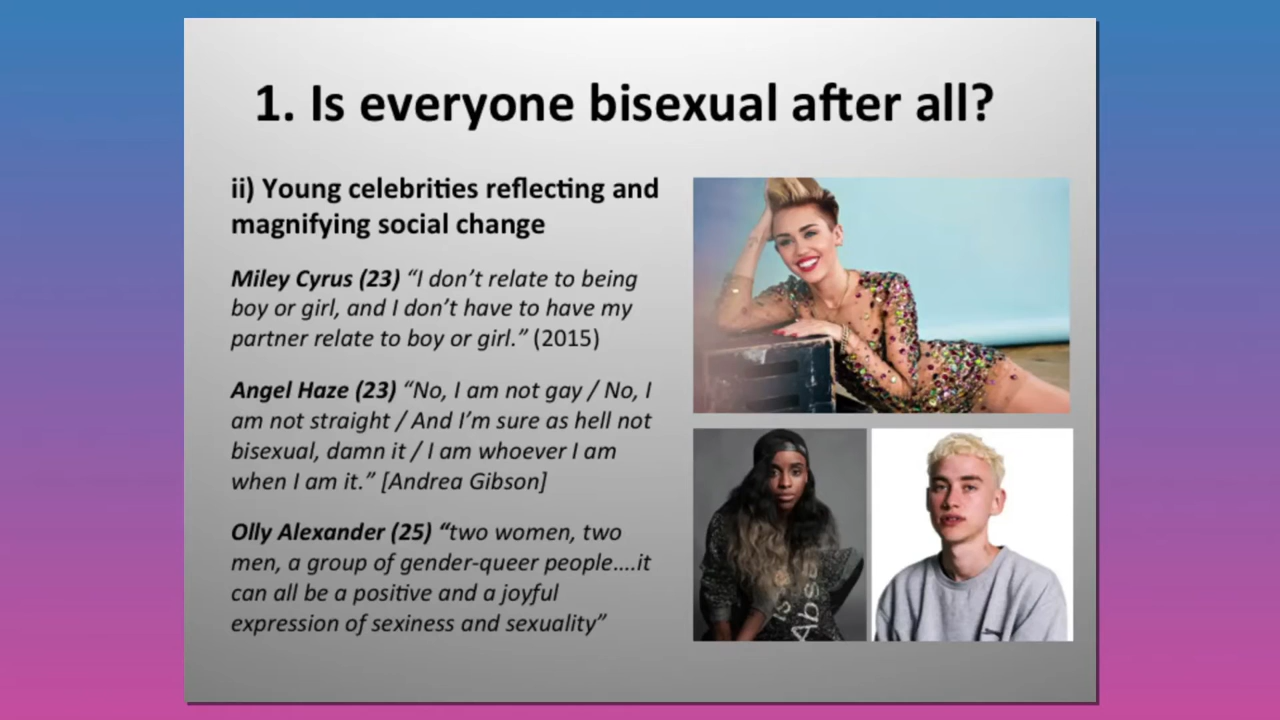 1. Is everyone bisexual after all?
ii) Young celebrities reflecting and
magnifying social change
Miley Cyrus (23) “I don’t relate to being
boy or girl, and I don’t have to have my
partner relate to boy or girl.” (2015)
Angel Haze (23) “No, I am not gay / No, I
am not straight / And I’m sure as hell not
bisexual, damn it / I am whoever I am
when I am it.” [Andrea Gibson]
Olly Alexander (25) “two women, two
men, a group of gender-queer people….it
can all be a positive and a joyful
expression of sexiness and sexuality”
is
Abs